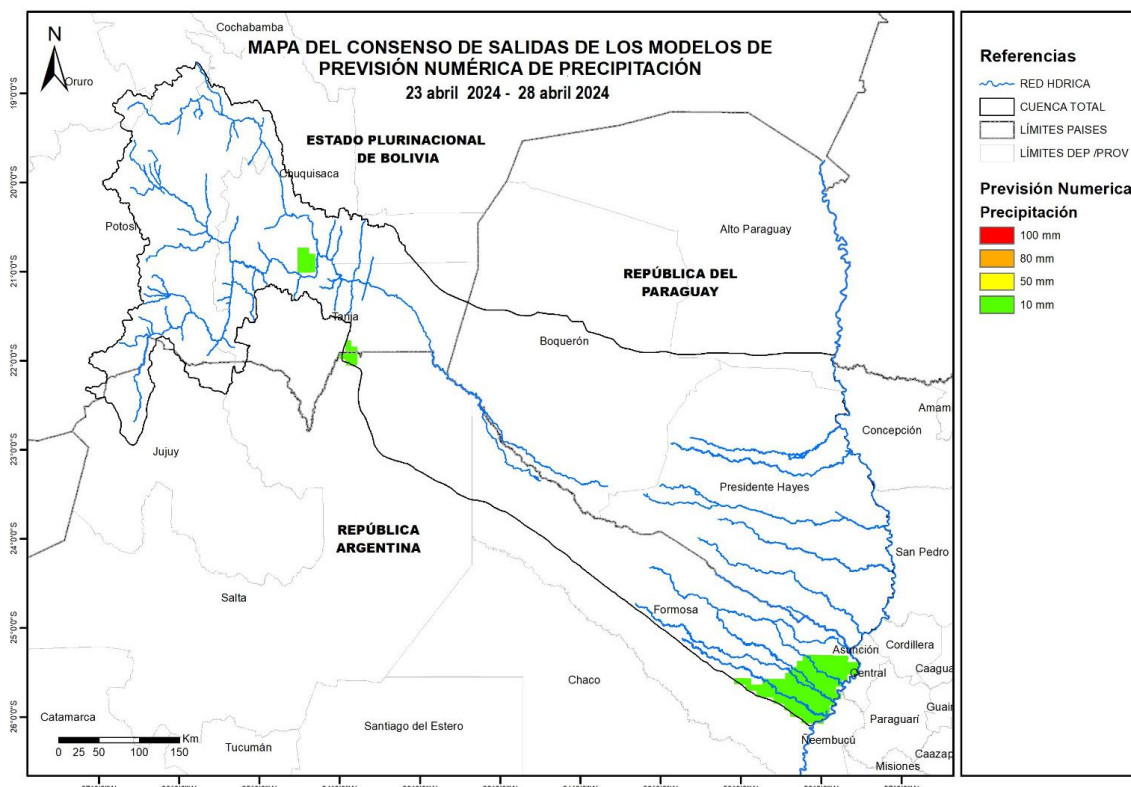 MAPA DEL CONSENSO DE SALIDAS DE LOS MODELOS DE
PREVISIÓN NUMÉRICA DE PRECIPITACIÓN
23 abril 2024 - 28 abril 2024
N
Cochabamba
Oruro
ESTADO PLURINACIONAL
DE BOLIVIA
Chuquisaca
Potosí
Alto Paraguay
REPÚBLICA DEL
PARAGUAY
Tarija
Boquerón
Amam
Concepción
Jujuy
Presidente Hayes
REPÚBLICA
ARGENTINA
San Pedro
Salta
Formosa
Asunción
Cordillera
Central
Caagua
Chaco
Guair
Catamarca
Santiago del Estero
Paraguarí
Ñeembucú
Tucumán
Caazap
Misiones
Km
0 25 50 100 150
19°0'0"S
20°0'0"S
21°0'0"S
22°0'0"S
23°0'0"S
24°0'0"S
25°0'0"S
26°0'0"S
Referencias
RED HDRICA
CUENCA TOTAL
LÍMITES PAISES
LÍMITES DEP /PROV
Previsión Numerica
Precipitación
100 mm
80 mm
50 mm
10 mm